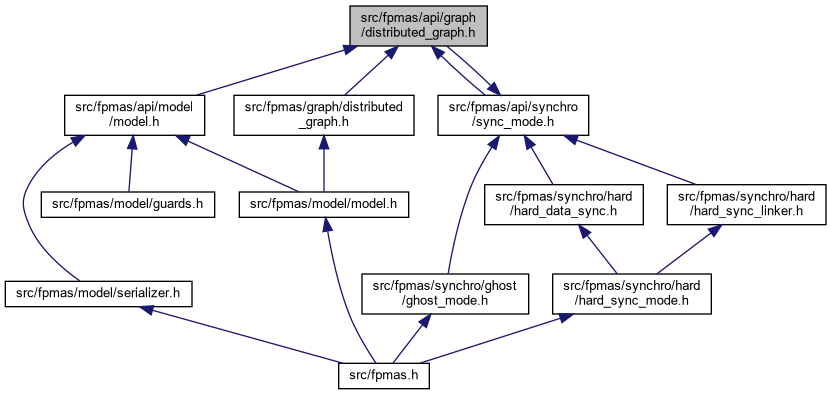 src/fpmas/api/graph
/distributed_graph.h
src/fpmas/api/model
/model.h
src/fpmas/graph/distributed
_graph.h
src/fpmas/api/synchro
/sync_mode.h
src/fpmas/model/guards.h
src/fpmas/model/model.h
src/fpmas/synchro/hard
/hard_data_sync.h
src/fpmas/synchro/hard
/hard_sync_linker.h
src/fpmas/model/serializer.h
src/fpmas/synchro/ghost
/ghost_mode.h
src/fpmas/synchro/hard
/hard_sync_mode.h
src/fpmas.h